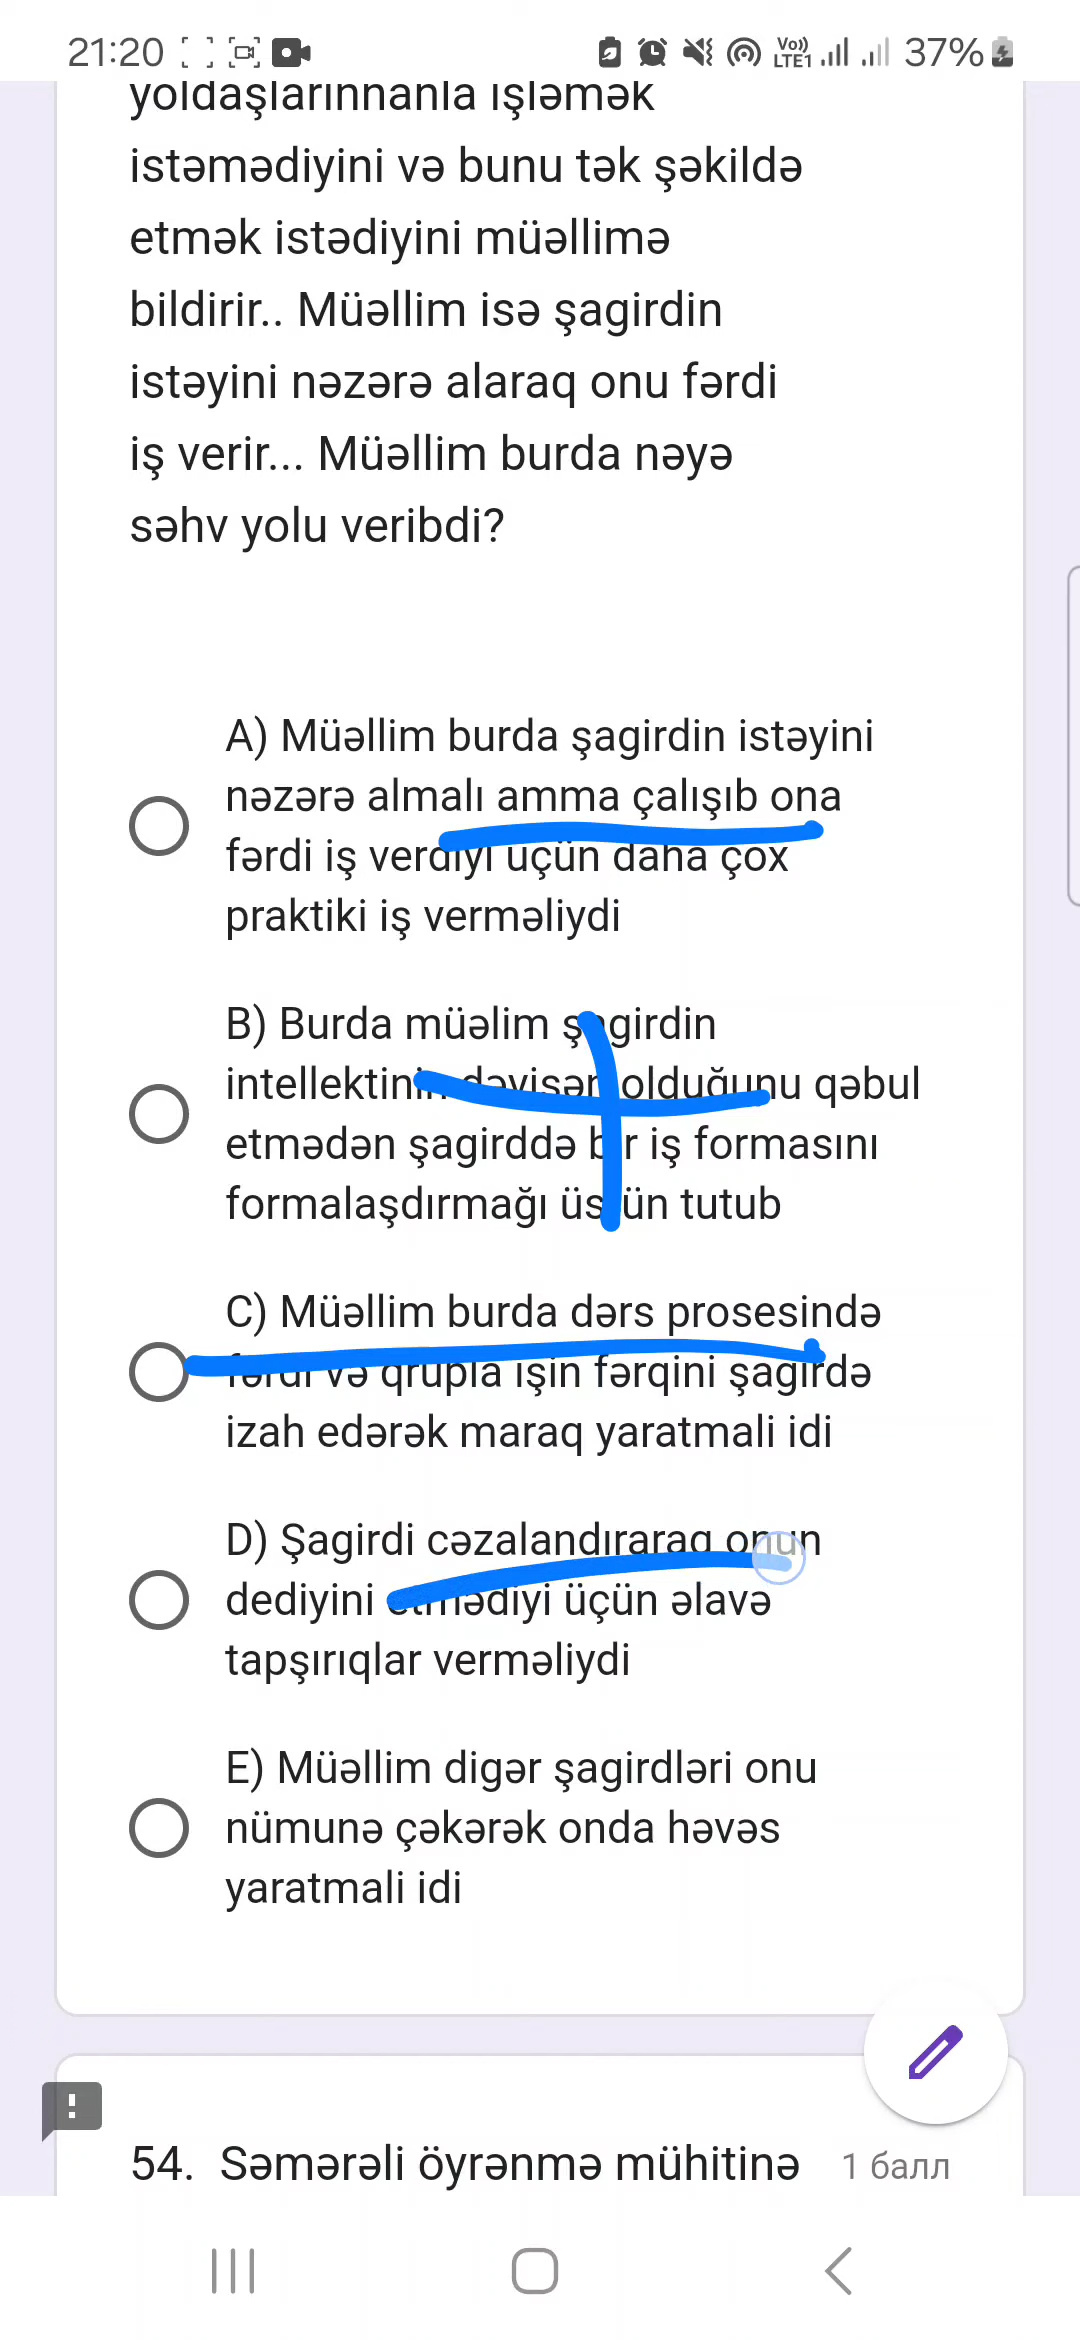 21:20
Vo)) LTE1
37%
yoldaşlarınnanla işləmək
istəmədiyini və bunu tək şəkildə
etmək istədiyini müəllimə
bildirir.. Müəllim isə şagirdin
istəyini nəzərə alaraq onu fərdi
iş verir... Müəllim burda nəyə
səhv yolu veribdi?
A) Müəllim burda şagirdin istəyini
nəzərə almalı amma çalışıb ona
fərdi iş verdiyi üçün daha çox
praktiki iş verməliydi
B) Burda müəlim şagirdin
intellektinin dəyişən olduğunu qəbul
etmədən şagirddə bir iş formasını
formalaşdırmağı üstün tutub
C) Müəllim burda dərs prosesində
fərdi və qrupla işin fərqini şagirdə
izah edərək maraq yaratmali idi
D) Şagirdi cəzalandıraraq onun
dediyini etmədiyi üçün əlavə
tapşırıqlar verməliydi
E) Müəllim digər şagirdləri onu
nümunə çəkərək onda həvəs
yaratmali idi
54. Səmərəli öyrənmə mühitinə
1 балл